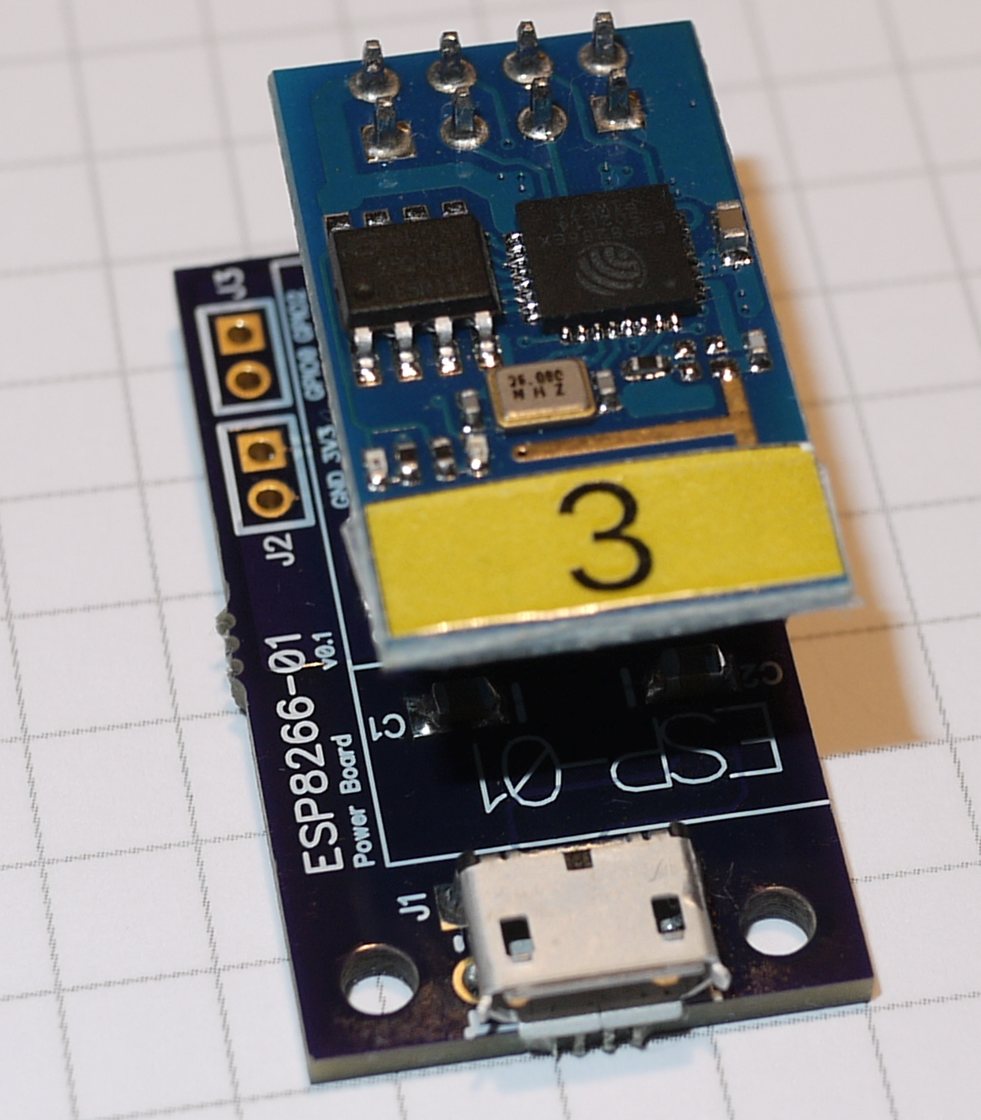 ESP8266EX
26.000
N H Z
3
J3
GPIO0 GPIO2
GND 3V3
J2
ESP8266-01
v0.1
Power Board
C1
C2
ESP-01
J1